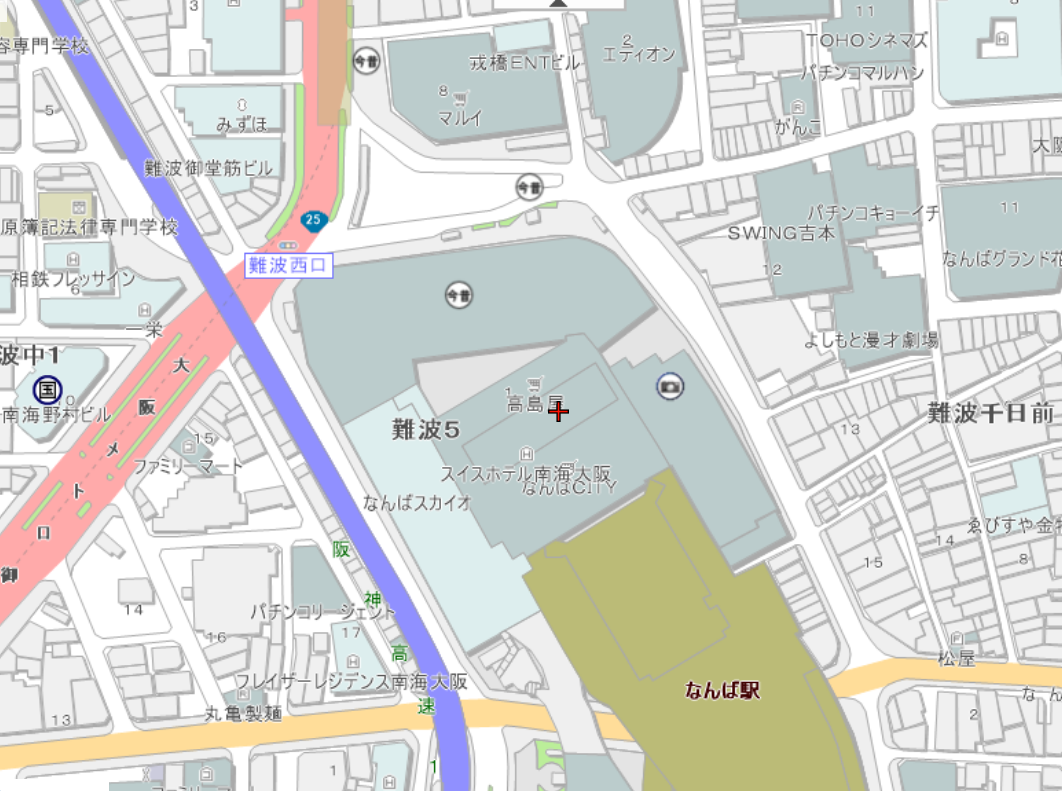 3
11
容専門学校
今昔
戎橋ENTビル
2
エディオン
TOHOシネマズ
パチンコマルハン
5
みずほ
8
マルイ
がんこ
大阪
難波御堂筋ビル
今昔
原簿記法律専門学校
25
難波西口
パチンコキョーイチ
11
SWING吉本
12
なんばグランド花
相鉄フレッサイン
6
今昔
一栄
よしもと漫才劇場
波中1
国
大
阪
メ
ト
ロ
御
南海野村ビル
1
高島屋
難波5
難波千日前
13
15
ファミリーマート
スイスホテル南海大阪
なんばCITY
なんばスカイオ
ゑびすや金物
14
8
15
阪
神
高
速
1
14
パチンコリージェント
16
17
フレイザーレジデンス南海大阪
丸亀製麺
松屋
なんば駅
13
2
1